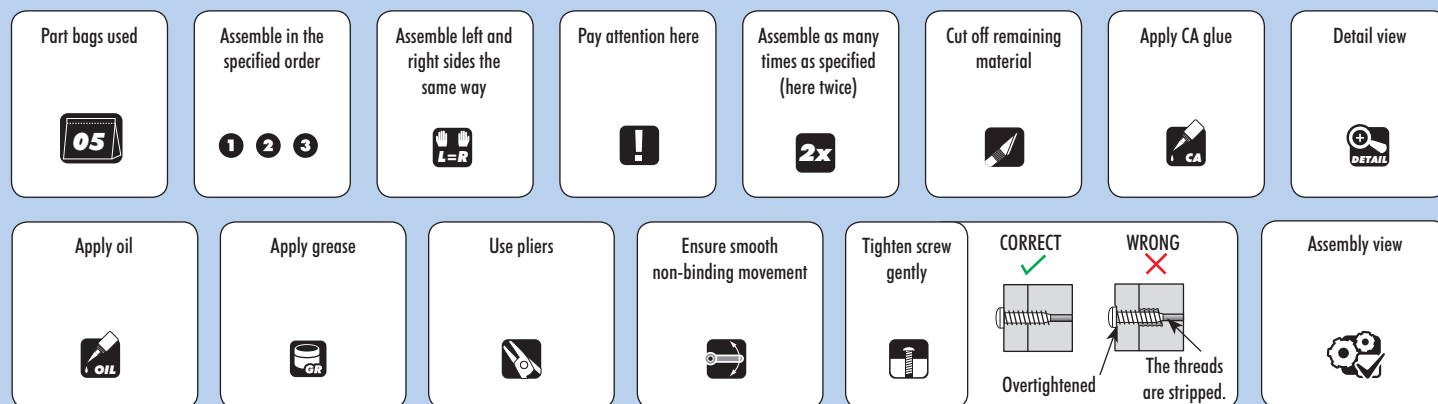 Part bags used
05
Assemble in the
specified order
1 2 3
Assemble left and
right sides the
same way
L=R
Pay attention here
!
Assemble as many
times as specified
(here twice)
2x
Cut off remaining
material
Apply CA glue
CA
Detail view
DETAIL
Apply oil
OIL
Apply grease
GR
Use pliers
Ensure smooth
non-binding movement
Tighten screw
gently
CORRECT
WRONG
Overtightened
The threads
are stripped.
Assembly view